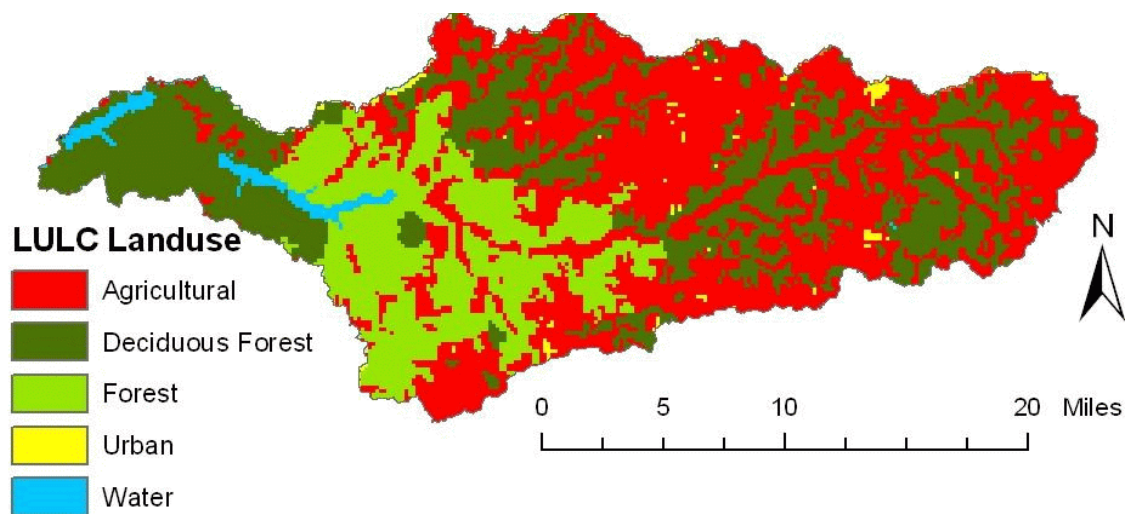 LULC Landuse
Agricultural
Deciduous Forest
Forest
Urban
Water
N
0 5 10 20 Miles